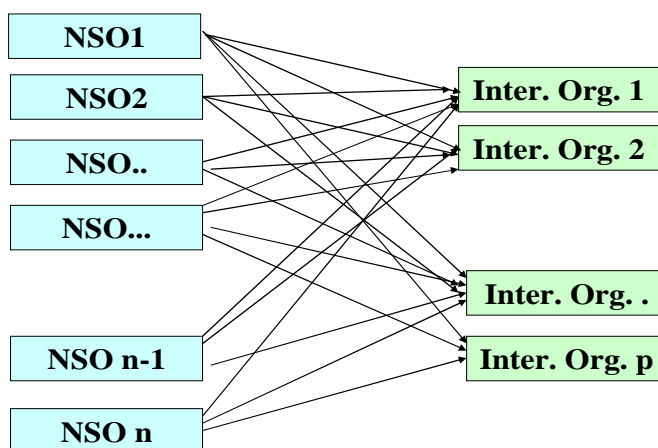 NSO1
NSO2
NSO..
NSO...
NSO n-1
NSO n
Inter. Org. 1
Inter. Org. 2
Inter. Org. .
Inter. Org. p